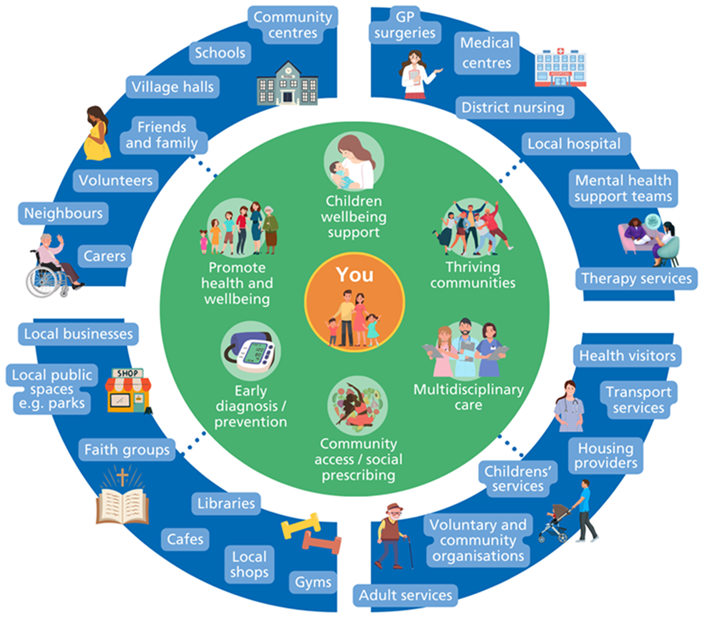 Community
centres
Schools
Village halls
Friends
and family
Volunteers
Neighbours
Carers
GP
surgeries
Medical
centres
District nursing
Local hospital
Mental health
support teams
Therapy services
Children
wellbeing
support
Promote
health and
wellbeing
You
Thriving
communities
Early
diagnosis /
prevention
Multidisciplinary
care
Community
access / social
prescribing
Local businesses
Local public
spaces
e.g. parks
SHOP
Faith groups
Libraries
Cafes
Local
shops
Gyms
Health visitors
Transport
services
Housing
providers
Childrens’
services
Voluntary and
community
organisations
Adult services